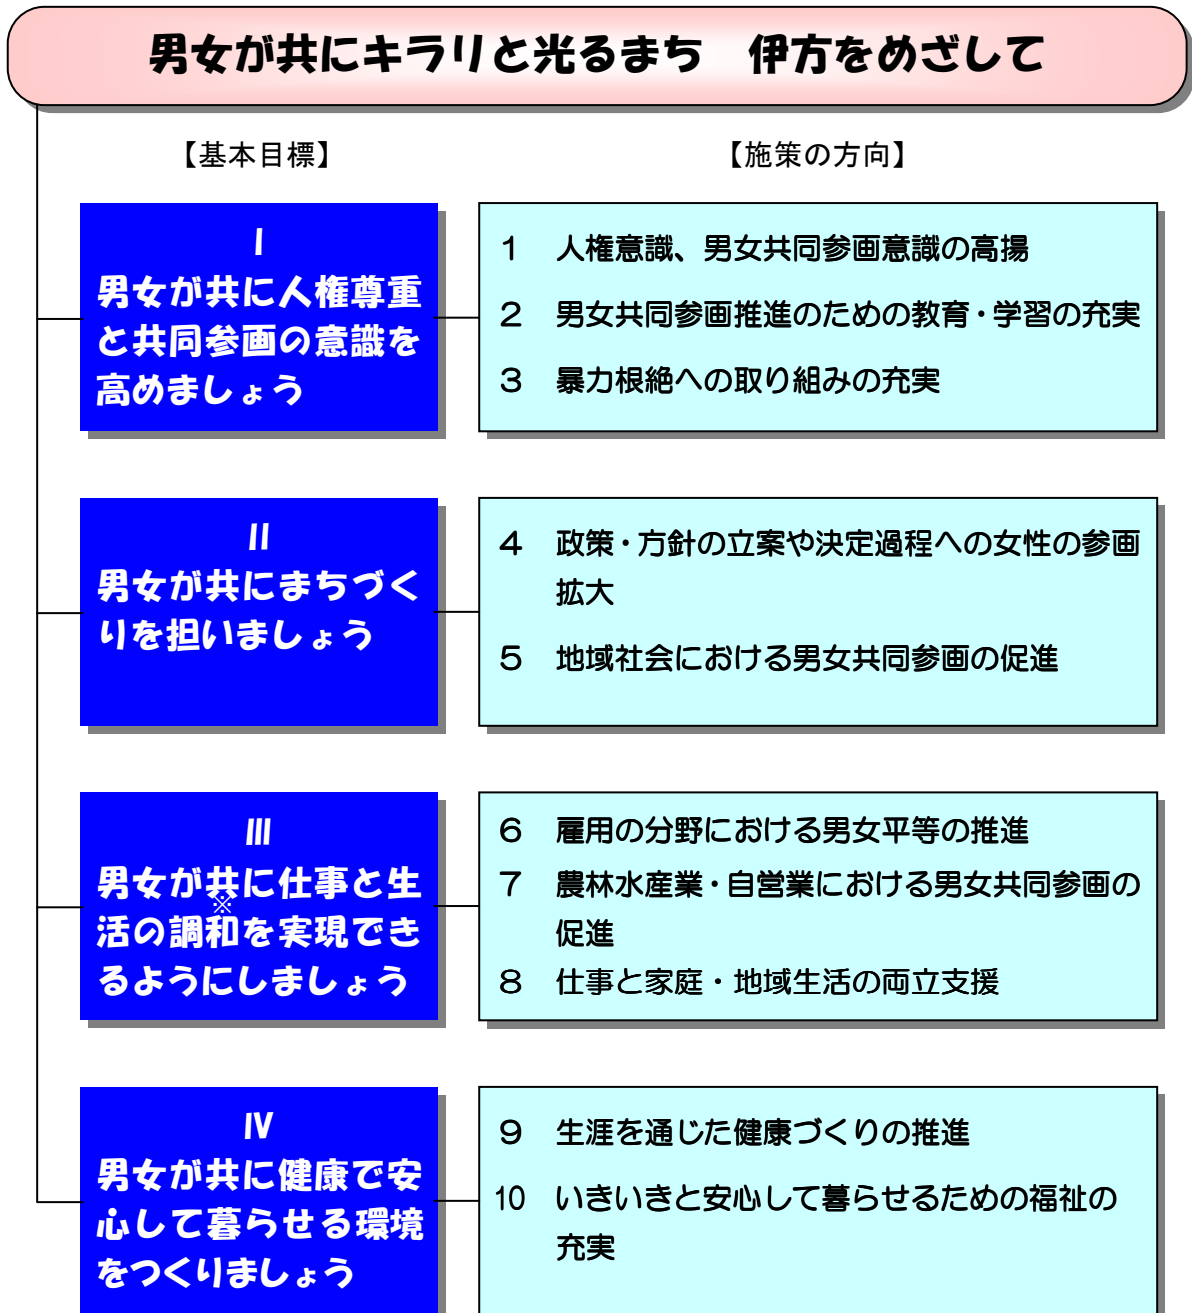 男女が共にキラリと光るまち　伊方をめざして
【基本目標】
【施策の方向】
Ⅰ
男女が共に人権尊重
と共同参画の意識を
高めましょう
1　人権意識、男女共同参画意識の高揚
2　男女共同参画推進のための教育・学習の充実
3　暴力根絶への取り組みの充実
Ⅱ
男女が共にまちづく
りを担いましょう
4　政策・方針の立案や決定過程への女性の参画
拡大
5　地域社会における男女共同参画の促進
Ⅲ
男女が共に仕事と生
※
活の調和を実現でき
るようにしましょう
6　雇用の分野における男女平等の推進
7　農林水産業・自営業における男女共同参画の
促進
8　仕事と家庭・地域生活の両立支援
Ⅳ
男女が共に健康で安
心して暮らせる環境
をつくりましょう
9　生涯を通じた健康づくりの推進
10　いきいきと安心して暮らせるための福祉の
充実